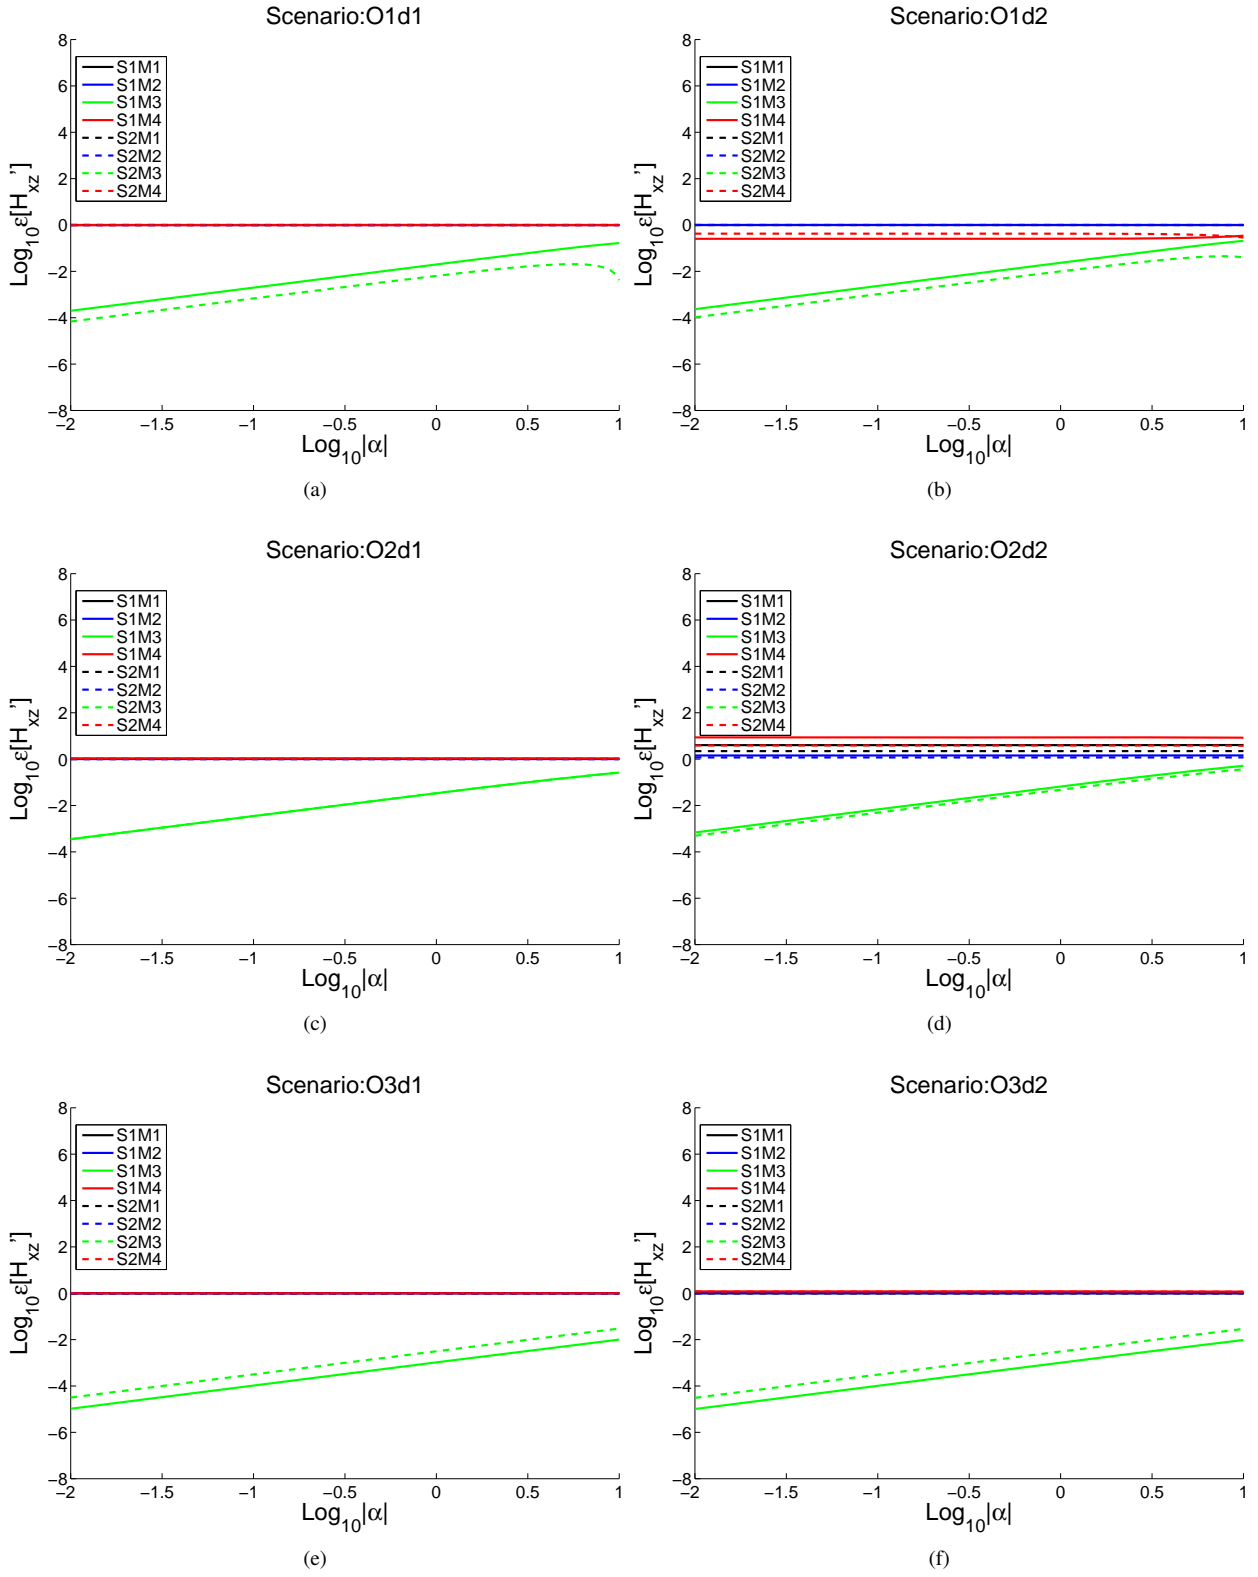 Scenario:O1d1
Log10ε[Hxz']
8
6
4
2
0
−2
−4
−6
−8
S1M1
S1M2
S1M3
S1M4
S2M1
S2M2
S2M3
S2M4
−2 −1.5 −1 −0.5 0 0.5 1
Log10|α|
(a)
Scenario:O1d2
Log10ε[Hxz']
8
6
4
2
0
−2
−4
−6
−8
S1M1
S1M2
S1M3
S1M4
S2M1
S2M2
S2M3
S2M4
−2 −1.5 −1 −0.5 0 0.5 1
Log10|α|
(b)
Scenario:O2d1
Log10ε[Hxz']
8
6
4
2
0
−2
−4
−6
−8
S1M1
S1M2
S1M3
S1M4
S2M1
S2M2
S2M3
S2M4
−2 −1.5 −1 −0.5 0 0.5 1
Log10|α|
(c)
Scenario:O2d2
Log10ε[Hxz']
8
6
4
2
0
−2
−4
−6
−8
S1M1
S1M2
S1M3
S1M4
S2M1
S2M2
S2M3
S2M4
−2 −1.5 −1 −0.5 0 0.5 1
Log10|α|
(d)
Scenario:O3d1
Log10ε[Hxz']
8
6
4
2
0
−2
−4
−6
−8
S1M1
S1M2
S1M3
S1M4
S2M1
S2M2
S2M3
S2M4
−2 −1.5 −1 −0.5 0 0.5 1
Log10|α|
(e)
Scenario:O3d2
Log10ε[Hxz']
8
6
4
2
0
−2
−4
−6
−8
S1M1
S1M2
S1M3
S1M4
S2M1
S2M2
S2M3
S2M4
−2 −1.5 −1 −0.5 0 0.5 1
Log10|α|
(f)